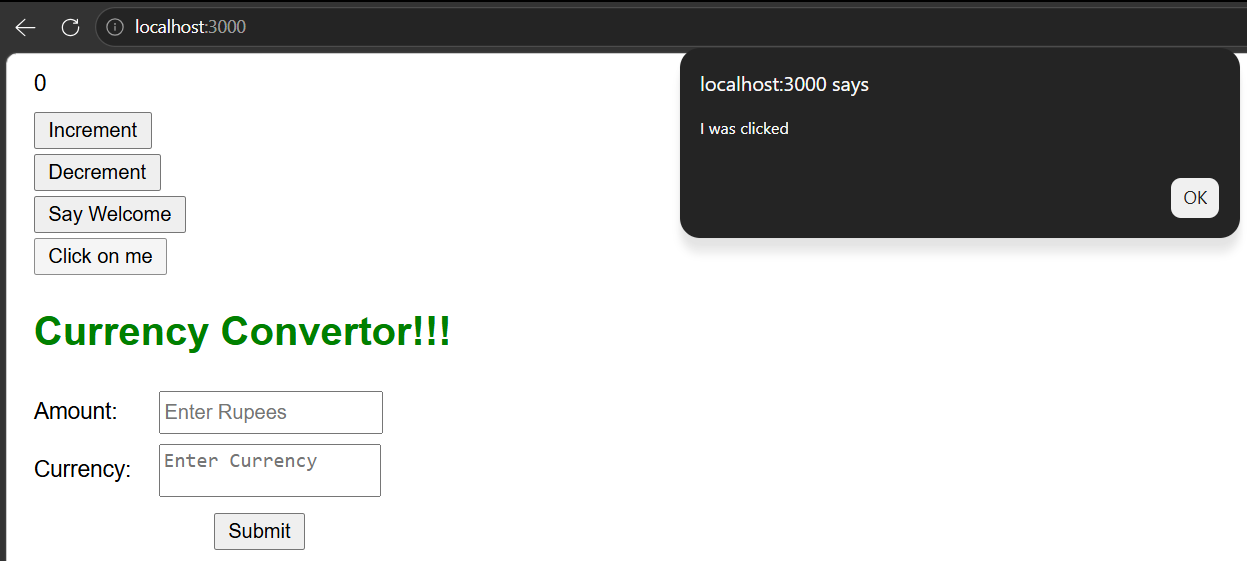 localhost:3000
0
localhost:3000 says
I was clicked
OK
Increment
Decrement
Say Welcome
Click on me
Currency Convertor!!!
Amount: Enter Rupees
Currency: Enter Currency
Submit